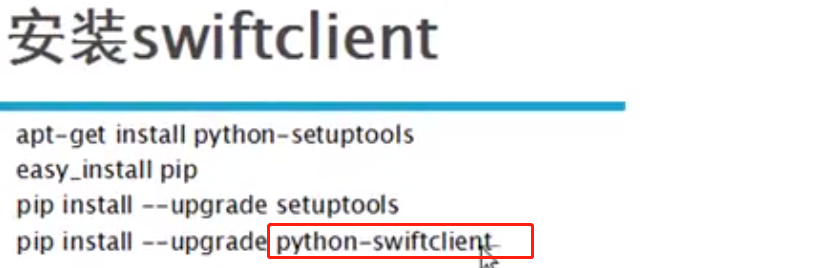 安装swiftclient
apt-get install python-setuptools
easy_install pip
pip install --upgrade setuptools
pip install --upgrade python-swiftclient